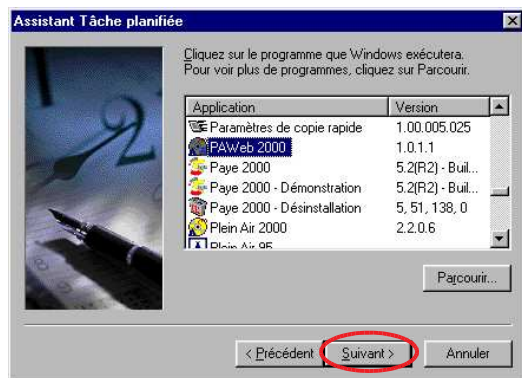 Assistant Tâche planifiée
Cliquez sur le programme que Windows exécutera.
Pour voir plus de programmes, cliquez sur Parcourir.
Application Version
Paramètres de copie rapide 1.00.005.025
PAWeb 2000 1.0.1.1
Paye 2000 5.2(R2) - Buil...
Paye 2000 - Démonstration 5.2(R2) - Buil...
Paye 2000 - Désinstallation 5, 51, 138, 0
Plein Air 2000 2.2.0.6
Plein Air 95
Parcourir...
< Précédent Suivant > Annuler